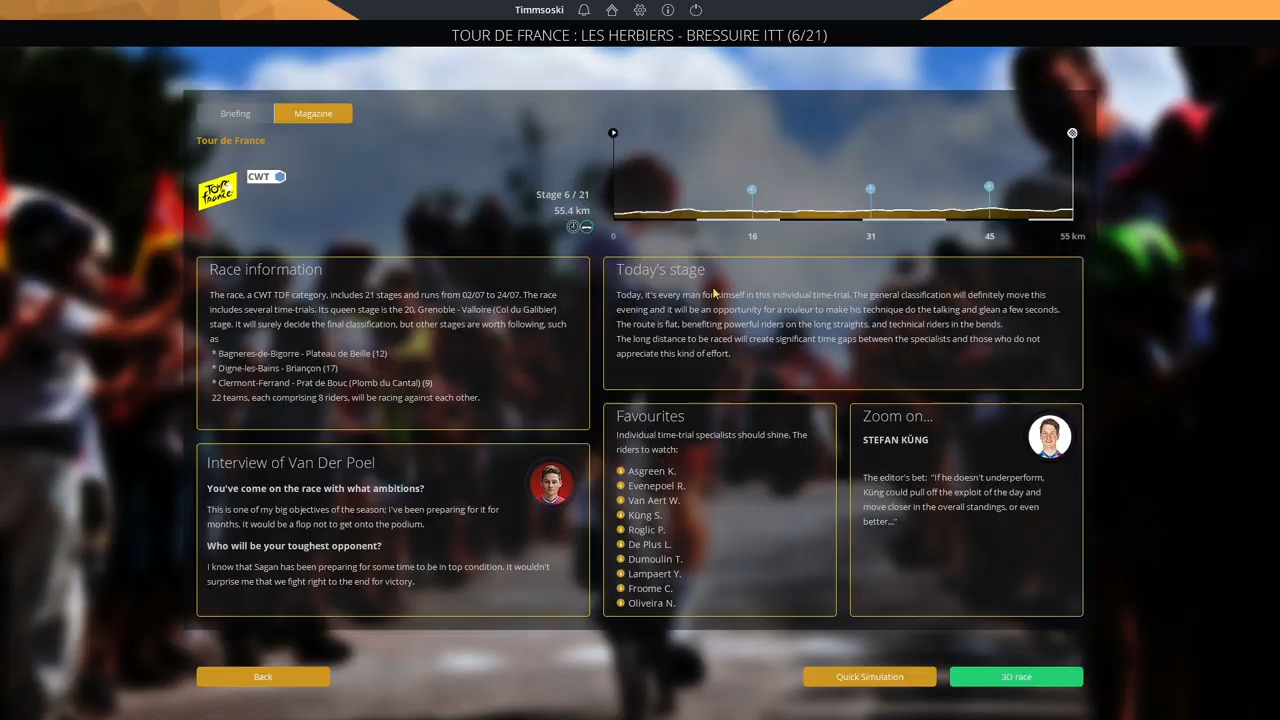 Timmsoski
TOUR DE FRANCE : LES HERBIERS - BRESSUIRE ITT (6/21)
Briefing
Magazine
Tour de France
TOUR de france
CWT
Stage 6 / 21
55.4 km
0
16
31
45
55 km
Race information
The race, a CWT TDF category, includes 21 stages and runs from 02/07 to 24/07. The race
includes several time-trials. Its queen stage is the 20, Grenoble - Valloire (Col du Galibier)
stage. It will surely decide the final classification, but other stages are worth following, such
as
* Bagneres-de-Bigorre - Plateau de Beille (12)
* Digne-les-Bains - Briançon (17)
* Clermont-Ferrand - Prat de Bouc (Plomb du Cantal) (9)
22 teams, each comprising 8 riders, will be racing against each other.
Today's stage
Today, it's every man for himself in this individual time-trial. The general classification will definitely move this
evening and it will be an opportunity for a rouleur to make his technique do the talking and glean a few seconds.
The route is flat, benefiting powerful riders on the long straights, and technical riders in the bends.
The long distance to be raced will create significant time gaps between the specialists and those who do not
appreciate this kind of effort.
Interview of Van Der Poel
You've come on the race with what ambitions?
This is one of my big objectives of the season; I've been preparing for it for
months. It would be a flop not to get onto the podium.
Who will be your toughest opponent?
I know that Sagan has been preparing for some time to be in top condition. It wouldn't
surprise me that we fight right to the end for victory.
Favourites
Individual time-trial specialists should shine. The
riders to watch:
Asgreen K.
Evenepoel R.
Van Aert W.
Küng S.
Roglic P.
De Plus L.
Dumoulin T.
Lampaert Y.
Froome C.
Oliveira N.
Zoom on...
STEFAN KÜNG
The editor's bet: "If he doesn't underperform,
Küng could pull off the exploit of the day and
move closer in the overall standings, or even
better..."
Back
Quick Simulation
3D race